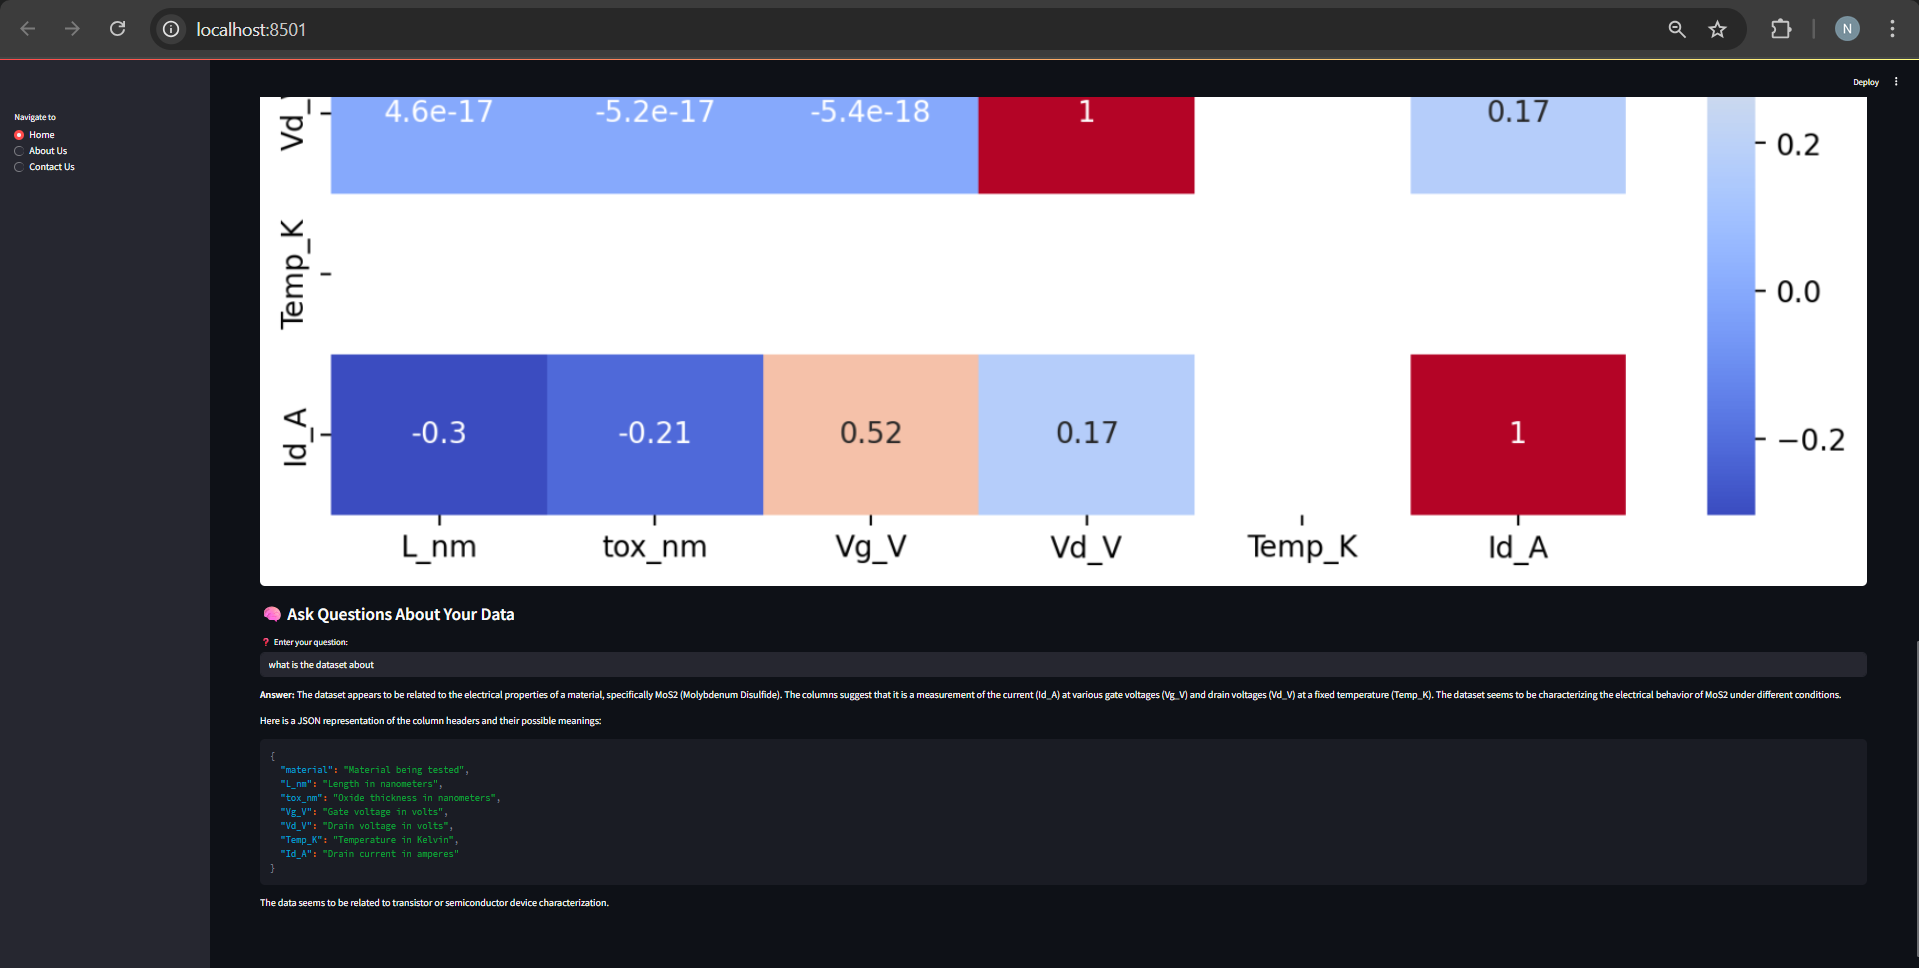 localhost:8501
N
Deploy
Navigate to
Home
About Us
Contact Us
4.6e-17 -5.2e-17 -5.4e-18 1 0.17
0.2
Temp_K
0.0
Id_A
-0.3 -0.21 0.52 0.17 1
−0.2
L_nm tox_nm Vg_V Vd_V Temp_K Id_A
Ask Questions About Your Data
Enter your question:
what is the dataset about
Answer: The dataset appears to be related to the electrical properties of a material, specifically MoS2 (Molybdenum Disulfide). The columns suggest that it is a measurement of the current (Id_A) at various gate voltages (Vg_V) and drain voltages (Vd_V) at a fixed temperature (Temp_K). The dataset seems to be characterizing the electrical behavior of MoS2 under different conditions.
Here is a JSON representation of the column headers and their possible meanings:
{
"material": "Material being tested",
"L_nm": "Length in nanometers",
"tox_nm": "Oxide thickness in nanometers",
"Vg_V": "Gate voltage in volts",
"Vd_V": "Drain voltage in volts",
"Temp_K": "Temperature in Kelvin",
"Id_A": "Drain current in amperes"
}
The data seems to be related to transistor or semiconductor device characterization.